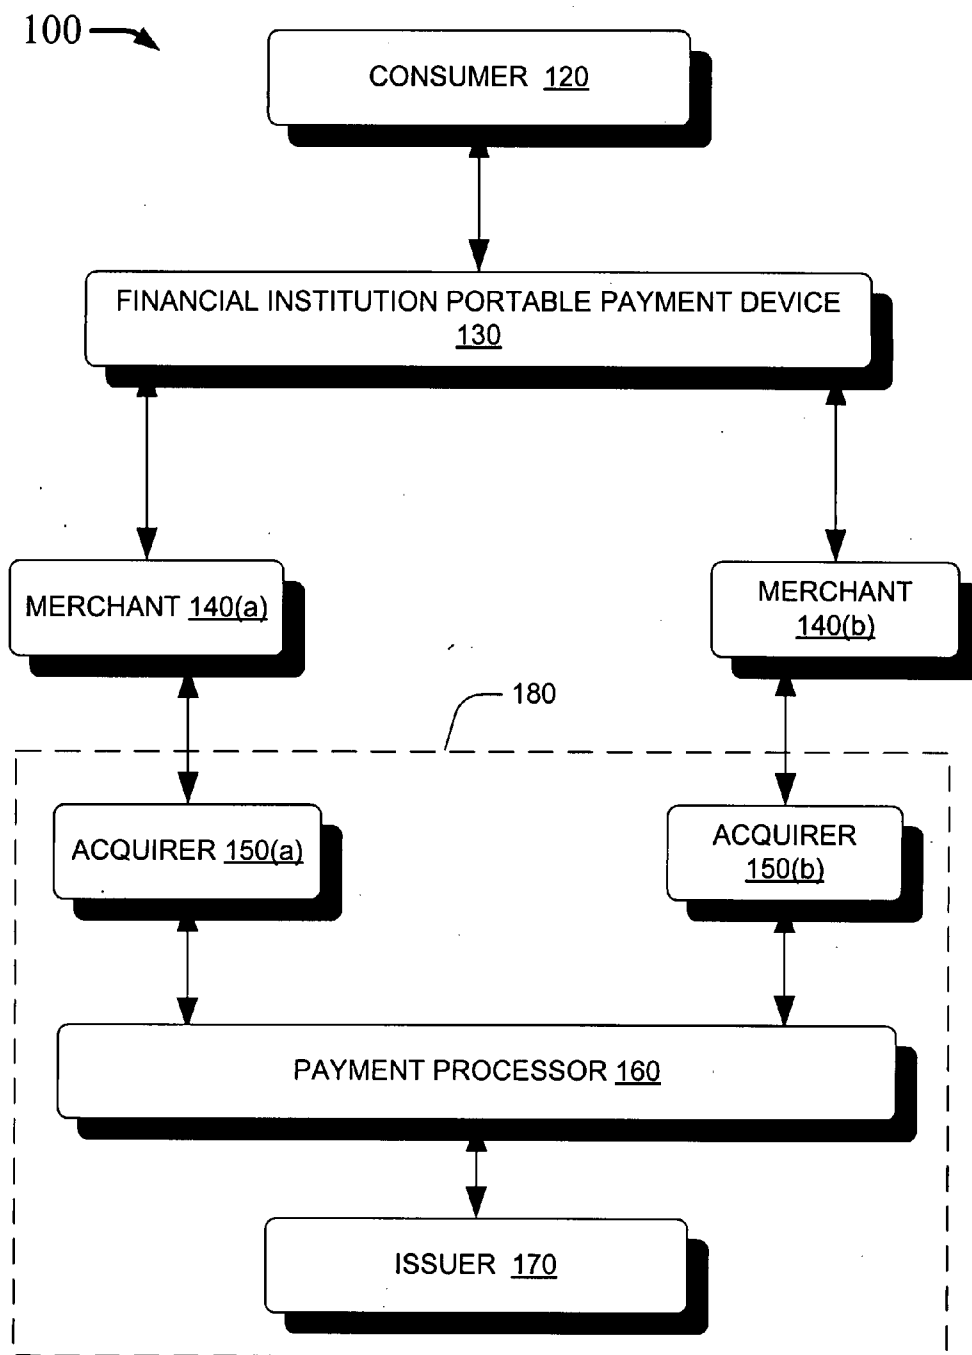 100
CONSUMER 120
FINANCIAL INSTITUTION PORTABLE PAYMENT DEVICE
130
MERCHANT 140(a)
MERCHANT
140(b)
180
ACQUIRER 150(a)
ACQUIRER
150(b)
PAYMENT PROCESSOR 160
ISSUER 170